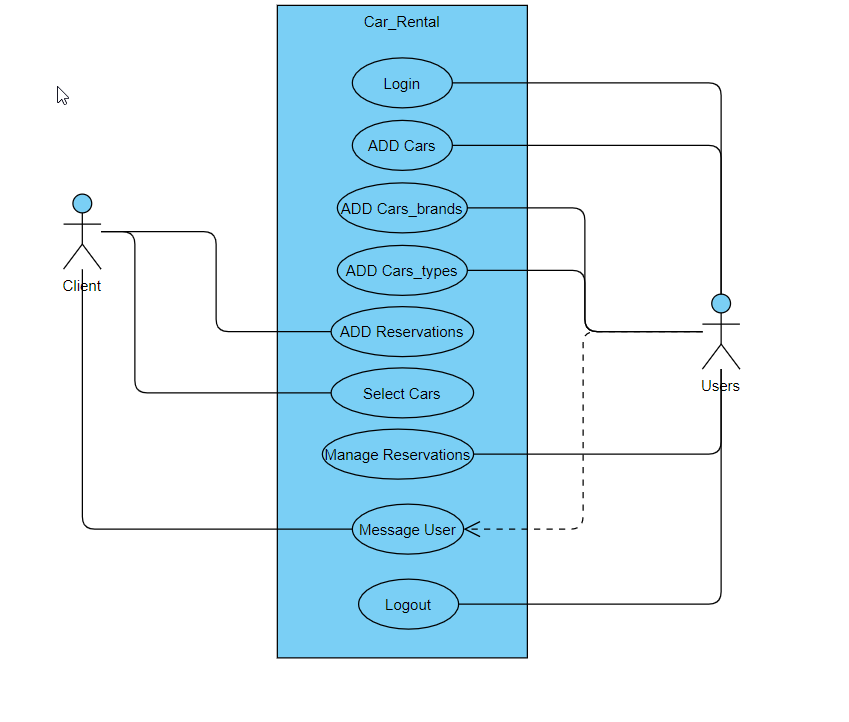 Car_Rental
Login
ADD Cars
ADD Cars_brands
ADD Cars_types
Client
ADD Reservations
Select Cars
Users
Manage Reservations
Message User
Logout